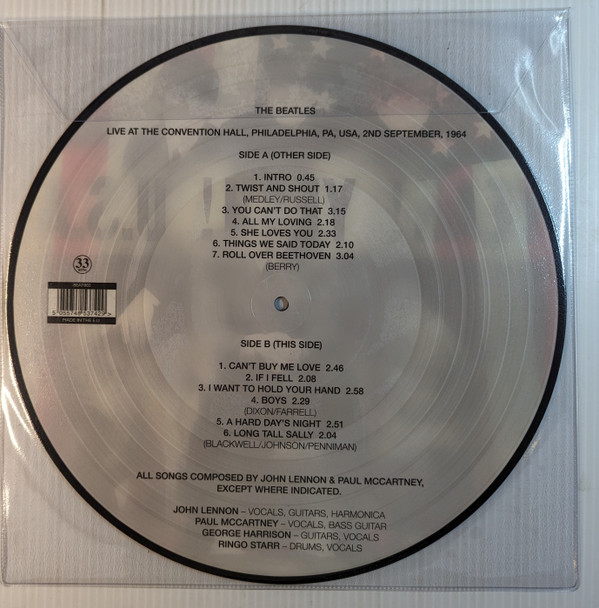 THE BEATLES
LIVE AT THE CONVENTION HALL, PHILADELPHIA, PA, USA, 2ND SEPTEMBER, 1964
SIDE A (OTHER SIDE)
1. INTRO 0.45
2. TWIST AND SHOUT 1.17
(MEDLEY/RUSSELL)
3. YOU CAN'T DO THAT 3.15
4. ALL MY LOVING 2.18
5. SHE LOVES YOU 2.33
6. THINGS WE SAID TODAY 2.10
7. ROLL OVER BEETHOVEN 3.04
(BERRY)
33
MADE IN THE E.U.
SIDE B (THIS SIDE)
1. CAN'T BUY ME LOVE 2.46
2. IF I FELL 2.08
3. I WANT TO HOLD YOUR HAND 2.58
4. BOYS 2.29
(DIXON/FARRELL)
5. A HARD DAY'S NIGHT 2.51
6. LONG TALL SALLY 2.04
(BLACKWELL/JOHNSON/PENNIMAN)
ALL SONGS COMPOSED BY JOHN LENNON & PAUL MCCARTNEY,
EXCEPT WHERE INDICATED.
JOHN LENNON – VOCALS, GUITARS, HARMONICA
PAUL MCCARTNEY – VOCALS, BASS GUITAR
GEORGE HARRISON – GUITARS, VOCALS
RINGO STARR – DRUMS, VOCALS